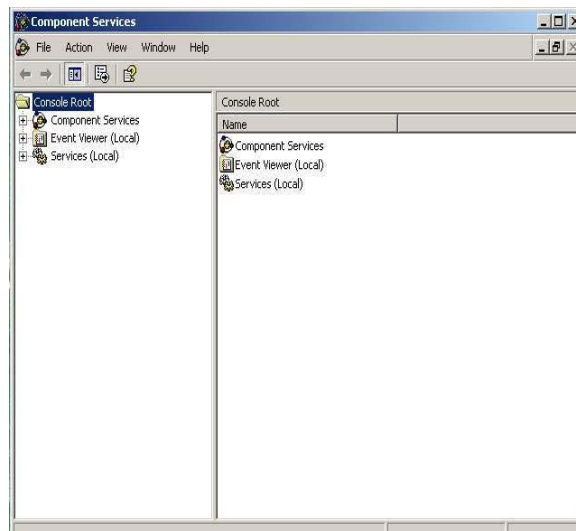 Component Services
File Action View Window Help
Console Root
Component Services
Event Viewer (Local)
Services (Local)
Console Root
Name
Component Services
Event Viewer (Local)
Services (Local)